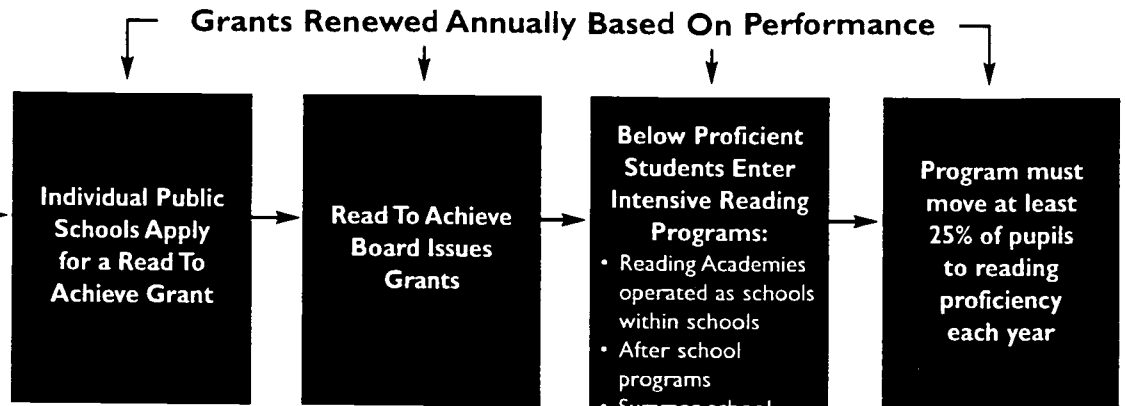 Grants Renewed Annually Based On Performance
Individual Public
Schools Apply
for a Read To
Achieve Grant
Read To Achieve
Board Issues
Grants
Below Proficient
Students Enter
Intensive Reading
Programs:
• Reading Academies
operated as schools
within schools
• After school
programs
• Summer school
Program must
move at least
25% of pupils
to reading
proficiency
each year